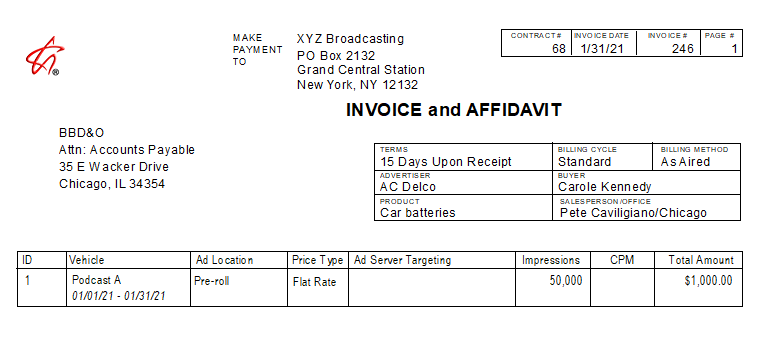 MAKE PAYMENT TO
XYZ Broadcasting
PO Box 2132
Grand Central Station
New York, NY 12132
CONTRACT # INVOICE DATE INVOICE # PAGE #
68 1/31/21 246 1
®
INVOICE and AFFIDAVIT
BBD&O
Attn: Accounts Payable
35 E Wacker Drive
Chicago, IL 34354
TERMS BILLING CYCLE BILLING METHOD
15 Days Upon Receipt Standard As Aired
ADVERTISER BUYER
AC Delco Carole Kennedy
PRODUCT SALESPERSON/OFFICE
Car batteries Pete Caviligiano/Chicago
ID Vehicle Ad Location Price Type Ad Server Targeting Impressions CPM Total Amount
1 Podcast A Pre-roll Flat Rate 50,000 $1,000.00
01/01/21 - 01/31/21